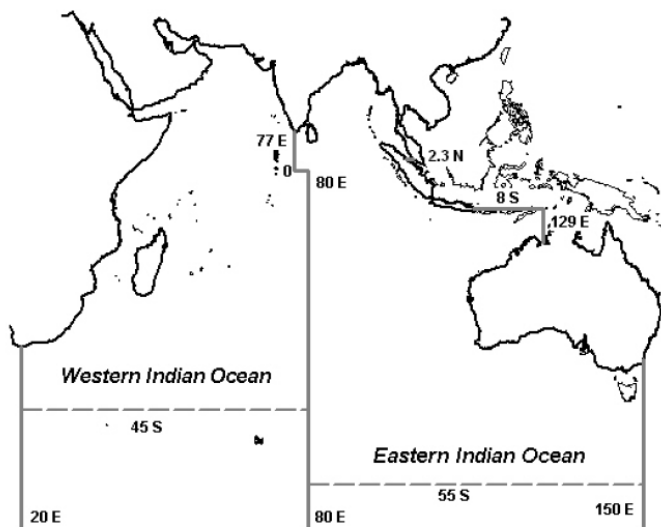 77 E
2.3 N
0
80 E
8 S
129 E
Western Indian Ocean
45 S
Eastern Indian Ocean
55 S
20 E
80 E
150 E